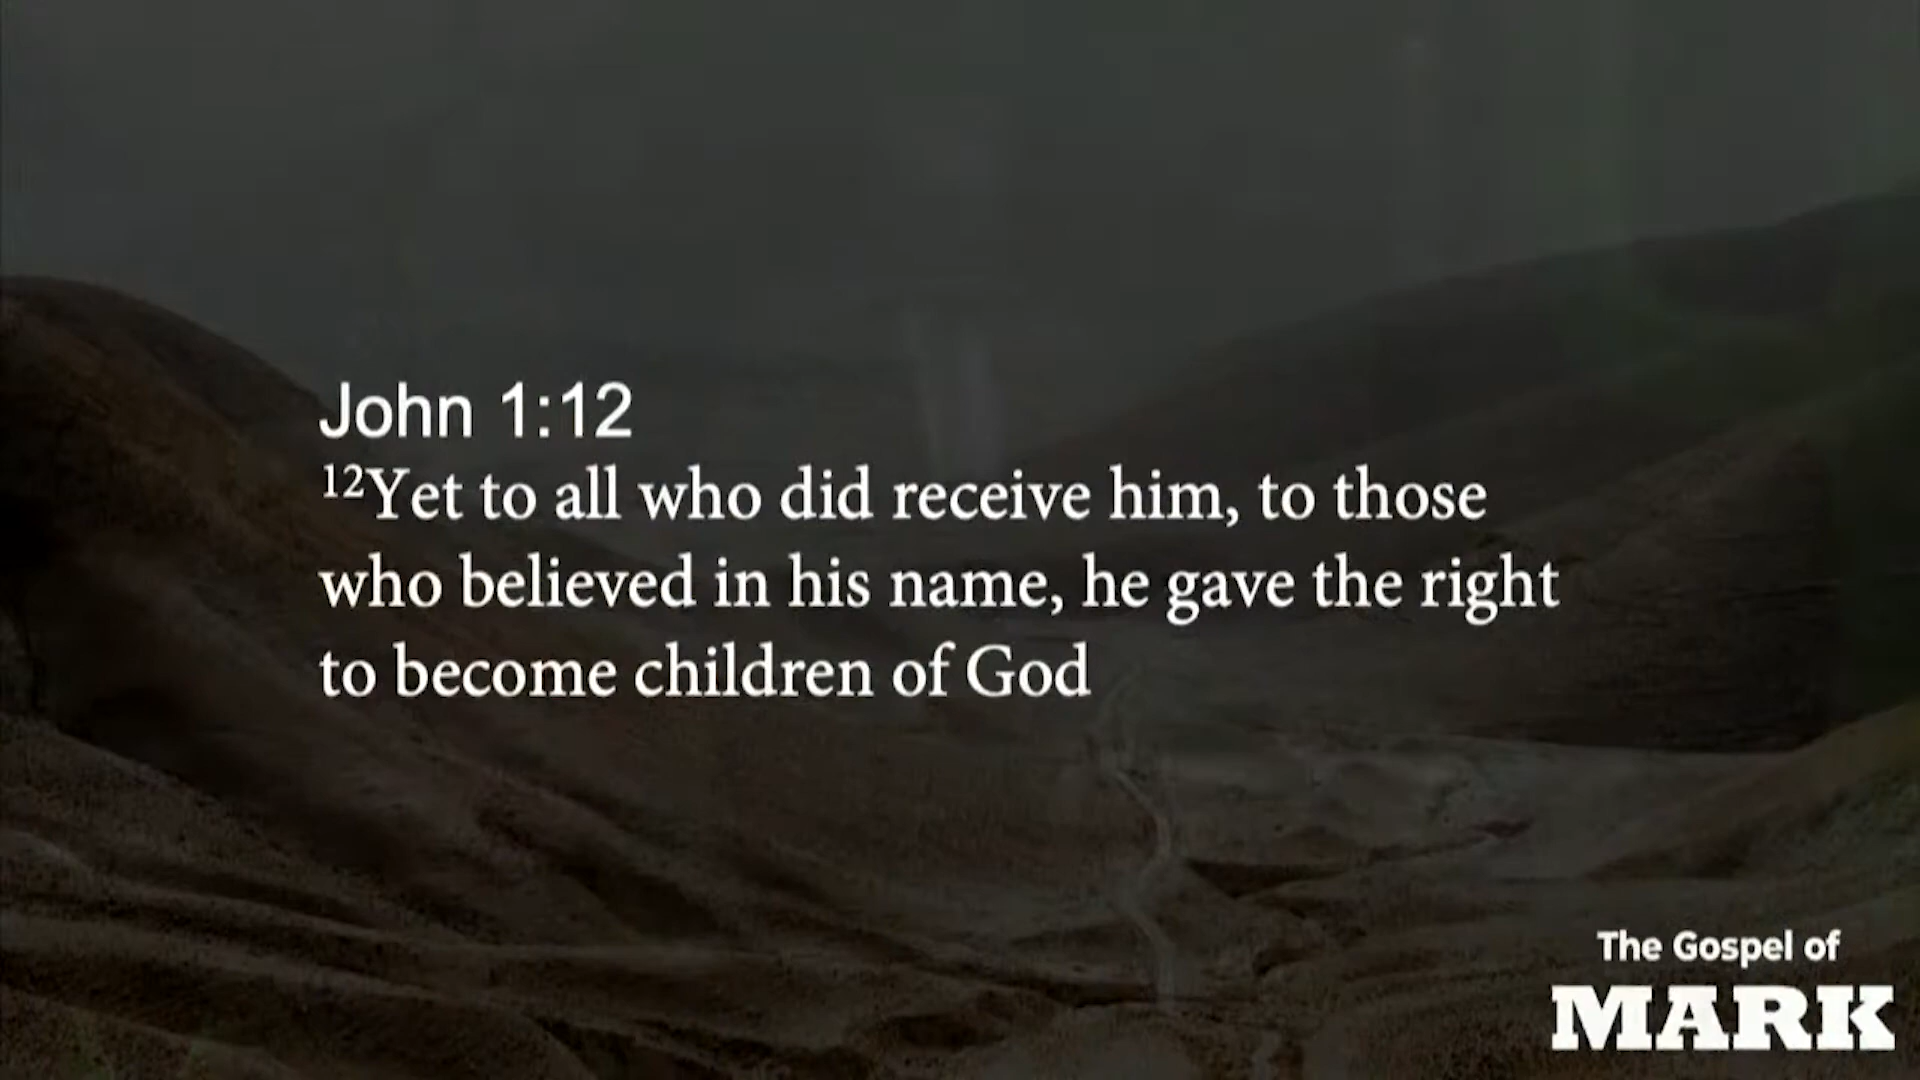 John 1:12
¹²Yet to all who did receive him, to those
who believed in his name, he gave the right
to become children of God
The Gospel of
MARK